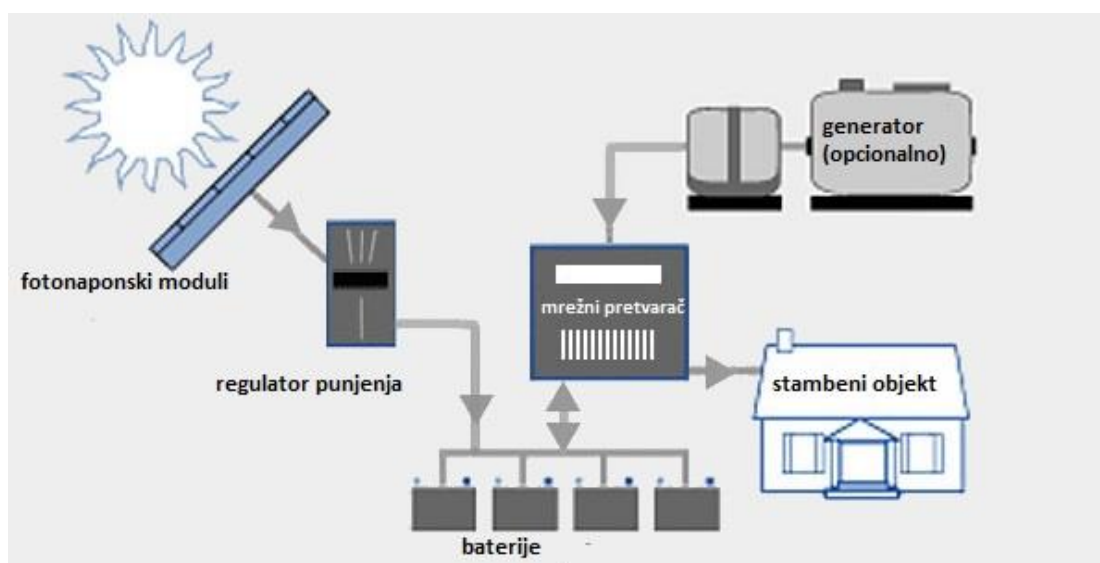 generator
(opcionalno)
fotonaponski moduli
mrežni pretvarač
regulator punjenja
stambeni objekt
baterije